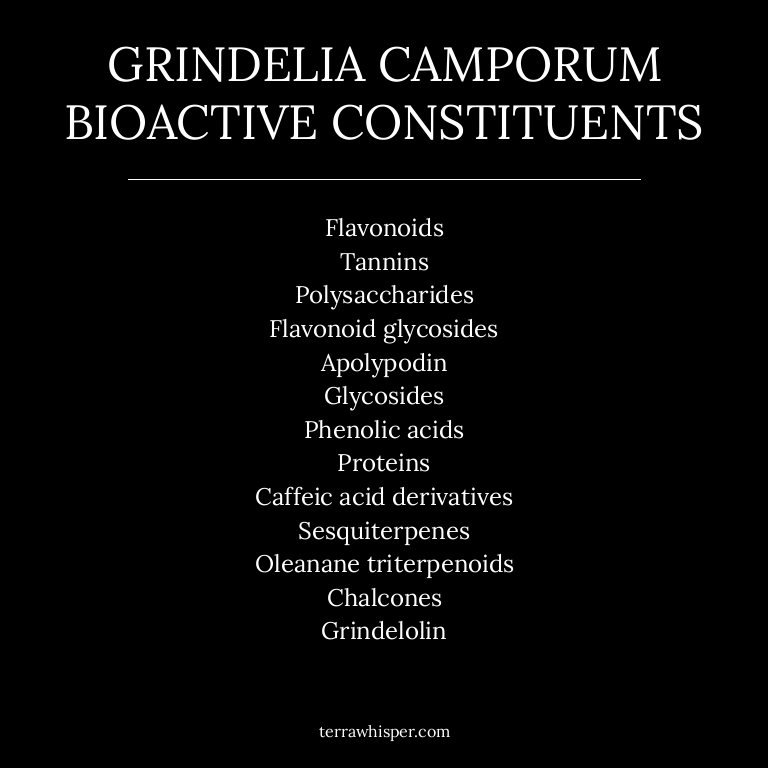 GRINDELIA CAMPORUM
BIOACTIVE CONSTITUENTS
Flavonoids
Tannins
Polysaccharides
Flavonoid glycosides
Apolypodin
Glycosides
Phenolic acids
Proteins
Caffeic acid derivatives
Sesquiterpenes
Oleanane triterpenoids
Chalcones
Grindelolin
terrawhisper.com